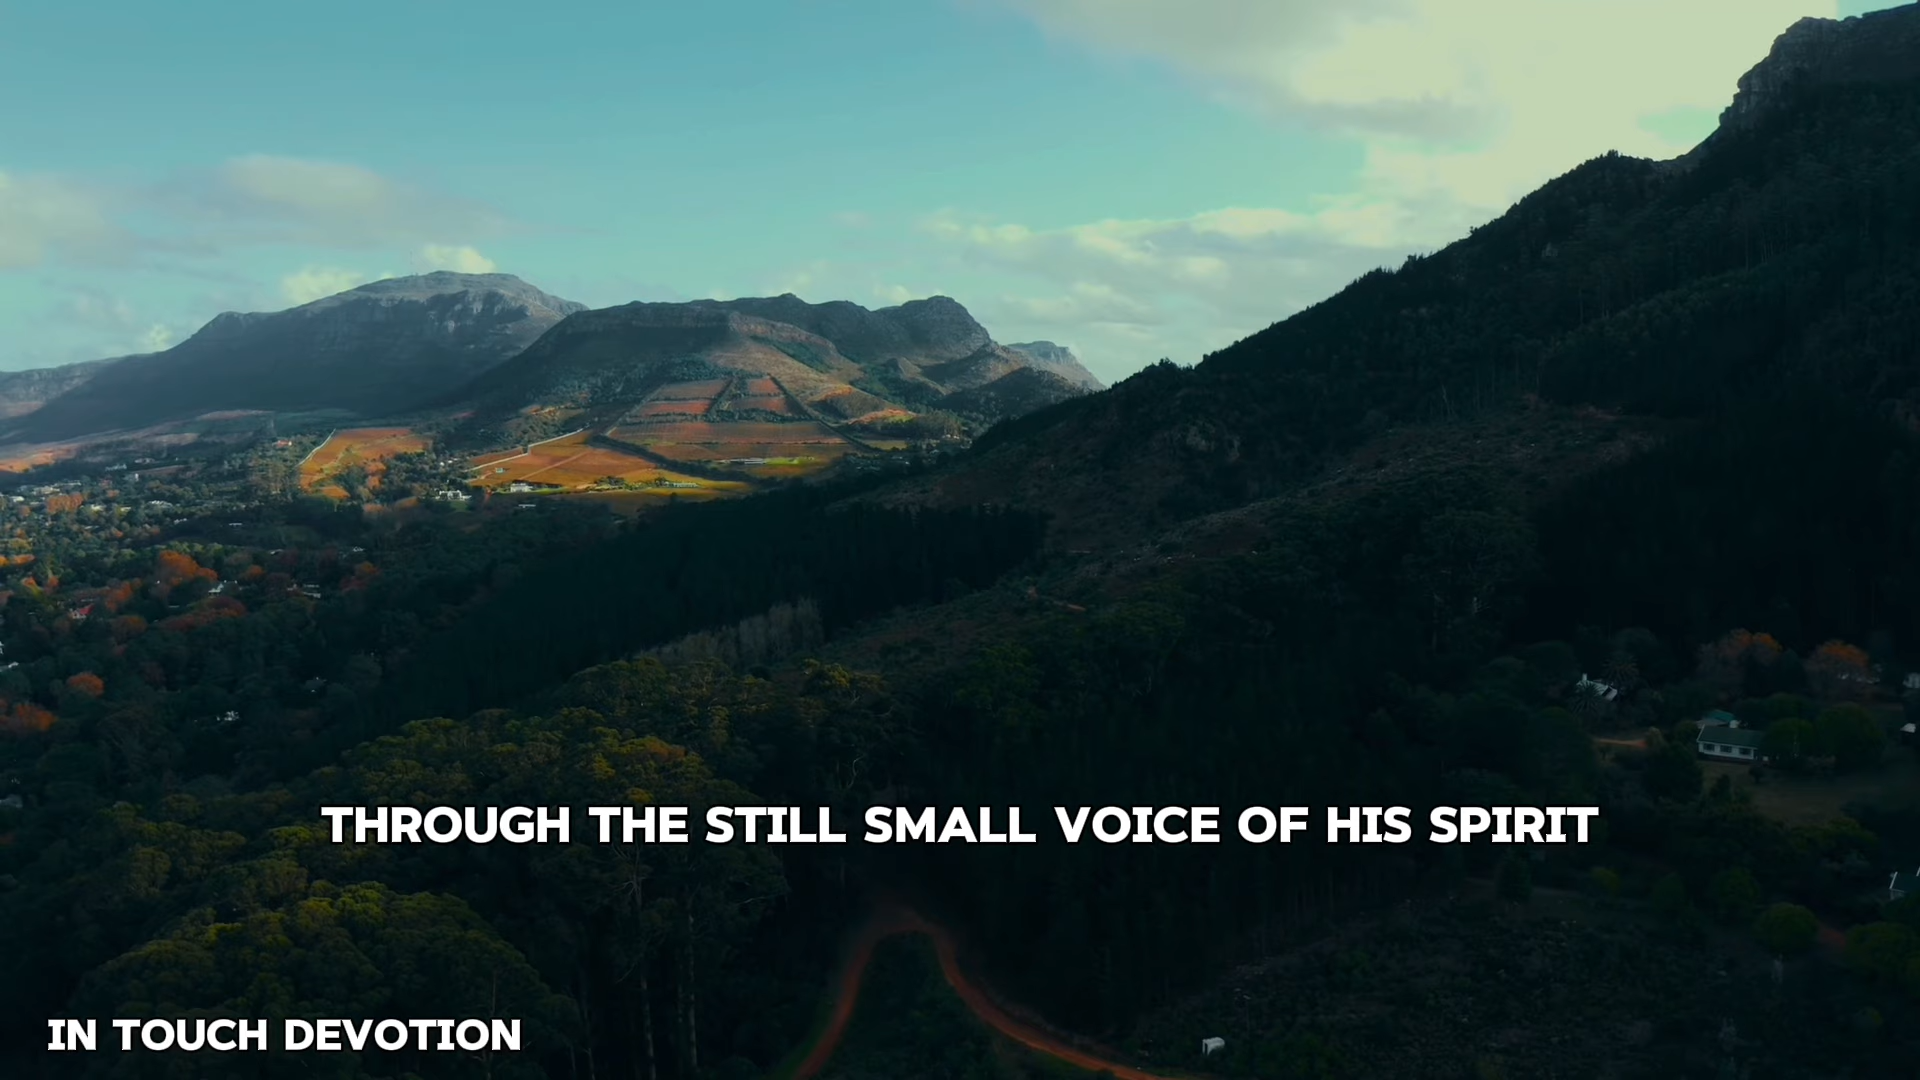 THROUGH THE STILL SMALL VOICE OF HIS SPIRIT
IN TOUCH DEVOTION